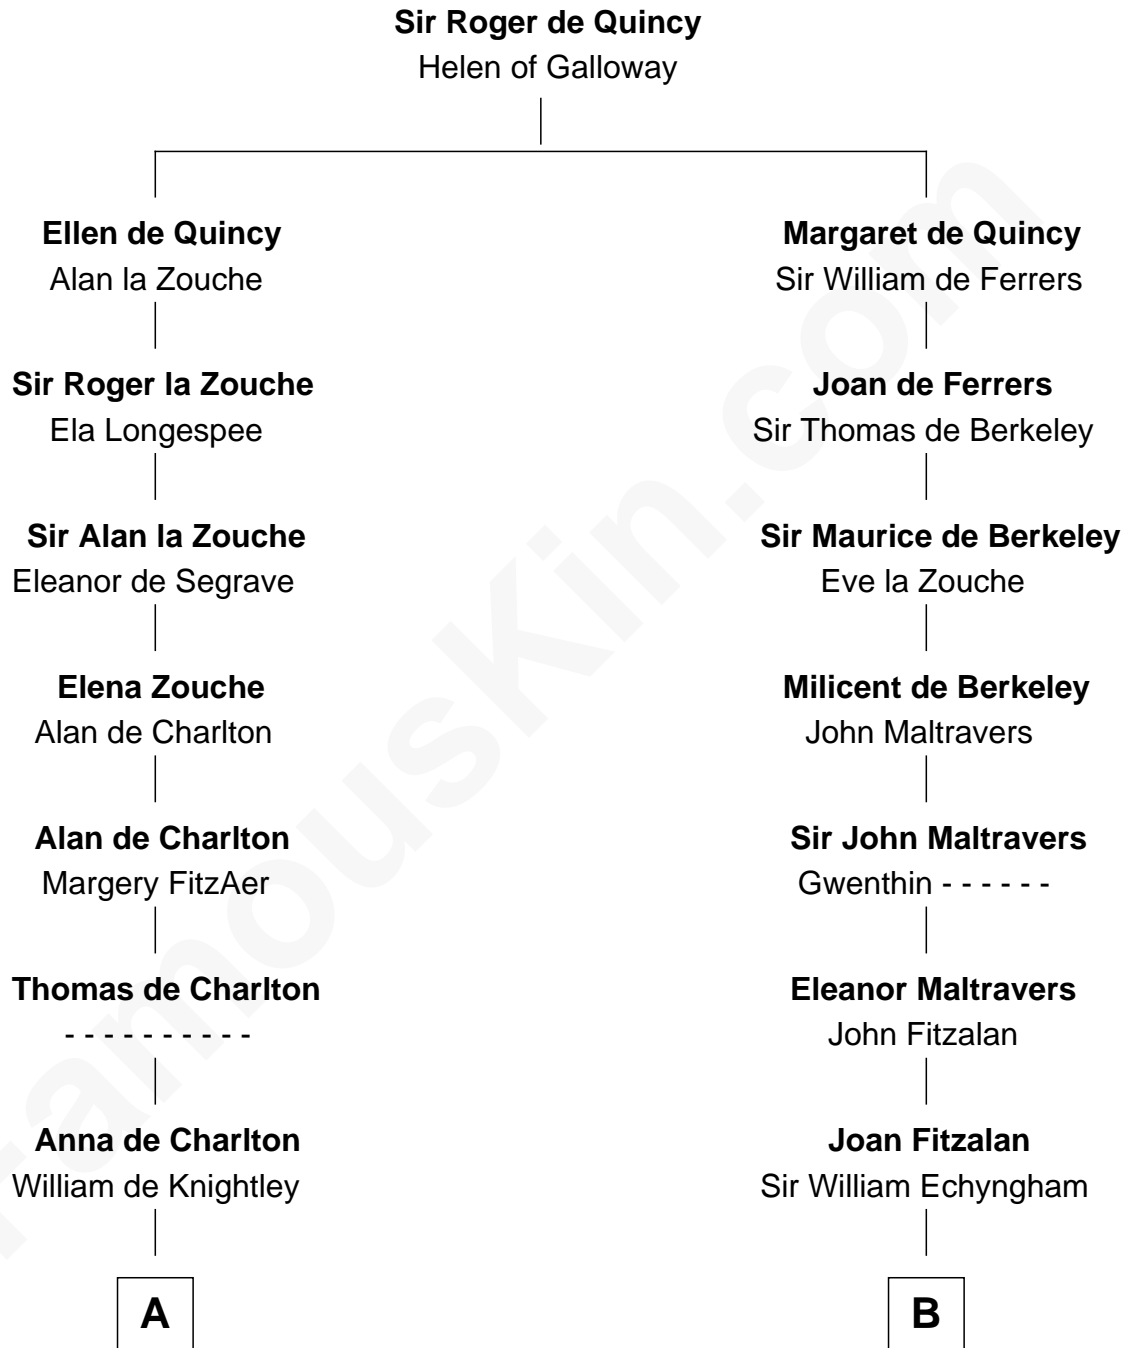 Sir Roger de Quincy
Helen of Galloway
Ellen de Quincy
Alan la Zouche
Margaret de Quincy
Sir William de Ferrers
Sir Roger la Zouche
Ela Longespee
Joan de Ferrers
Sir Thomas de Berkeley
Sir Alan la Zouche
Eleanor de Segrave
Sir Maurice de Berkeley
Eve la Zouche
Elena Zouche
Alan de Charlton
Milicent de Berkeley
John Maltravers
Alan de Charlton
Margery FitzAer
Sir John Maltravers
Gwenthin - - - - - -
Thomas de Charlton
- - - - - - - - - -
Eleanor Maltravers
John Fitzalan
Anna de Charlton
William de Knightley
Joan Fitzalan
Sir William Echyngham
A
B
FamousKin.com